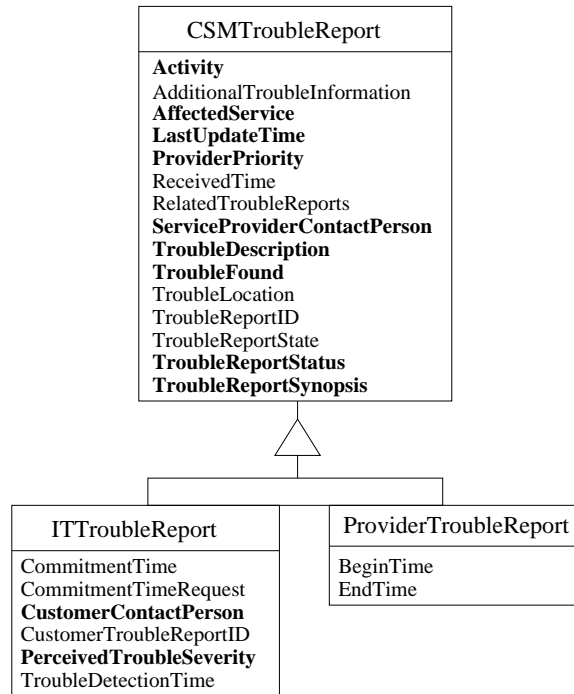 CSMTroubleReport
Activity
AdditionalTroubleInformation
AffectedService
LastUpdateTime
ProviderPriority
ReceivedTime
RelatedTroubleReports
ServiceProviderContactPerson
TroubleDescription
TroubleFound
TroubleLocation
TroubleReportID
TroubleReportState
TroubleReportStatus
TroubleReportSynopsis
ITTroubleReport
CommitmentTime
CommitmentTimeRequest
CustomerContactPerson
CustomerTroubleReportID
PerceivedTroubleSeverity
TroubleDetectionTime
ProviderTroubleReport
BeginTime
EndTime